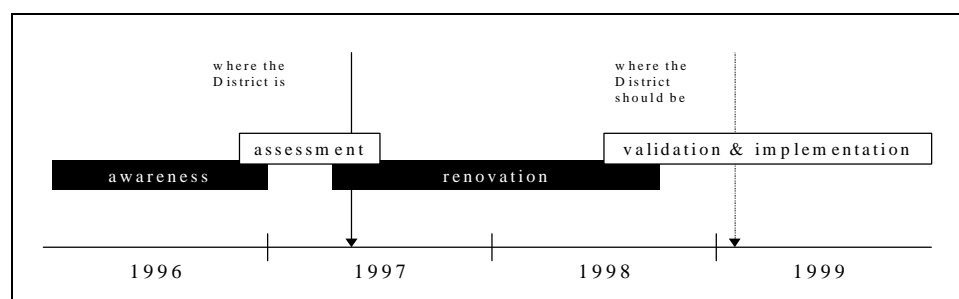 where the
District is
where the
District
should be
assessment
validation & implementation
awareness
renovation
1996
1997
1998
1999